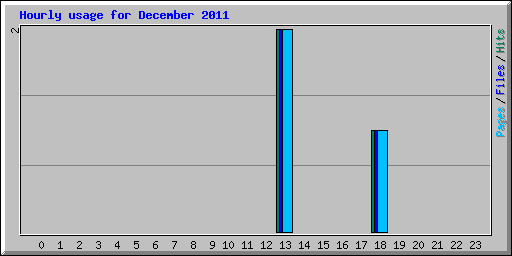 Hourly usage for December 2011
2
0 1 2 3 4 5 6 7 8 9 10 11 12 13 14 15 16 17 18 19 20 21 22 23
Pages/Files/Hits